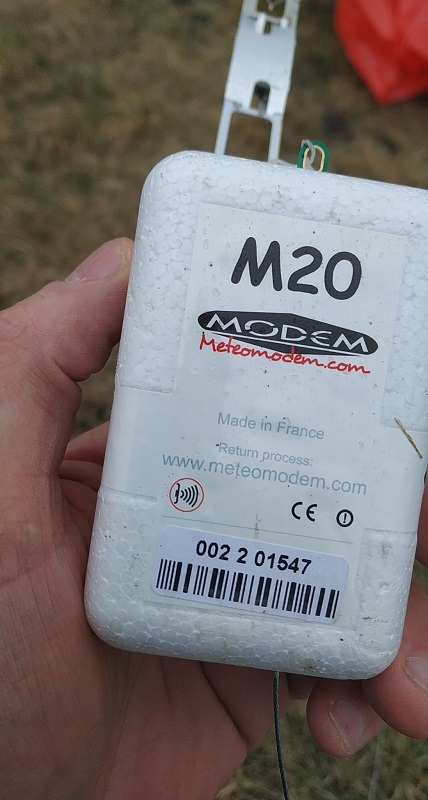 M20
MODEM
Meteomodem.com
Made in France
Return process:
www.meteomodem.com
CE
002 2 01547